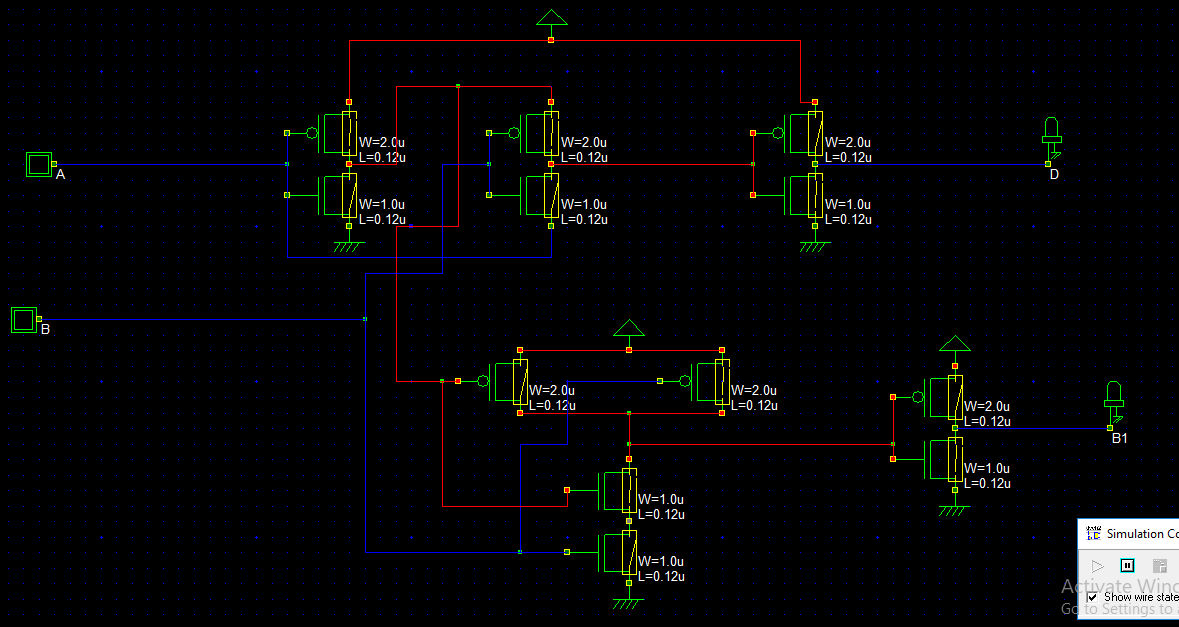 W=2.0u
L=0.12u
W=2.0u
L=0.12u
W=2.0u
L=0.12u
A
D
W=1.0u
L=0.12u
W=1.0u
L=0.12u
W=1.0u
L=0.12u
B
W=2.0u
L=0.12u
W=2.0u
L=0.12u
W=2.0u
L=0.12u
B1
W=1.0u
L=0.12u
W=1.0u
L=0.12u
W=1.0u
L=0.12u
Simulation Co
Activate Wind
Show wire state
Go to Settings to a